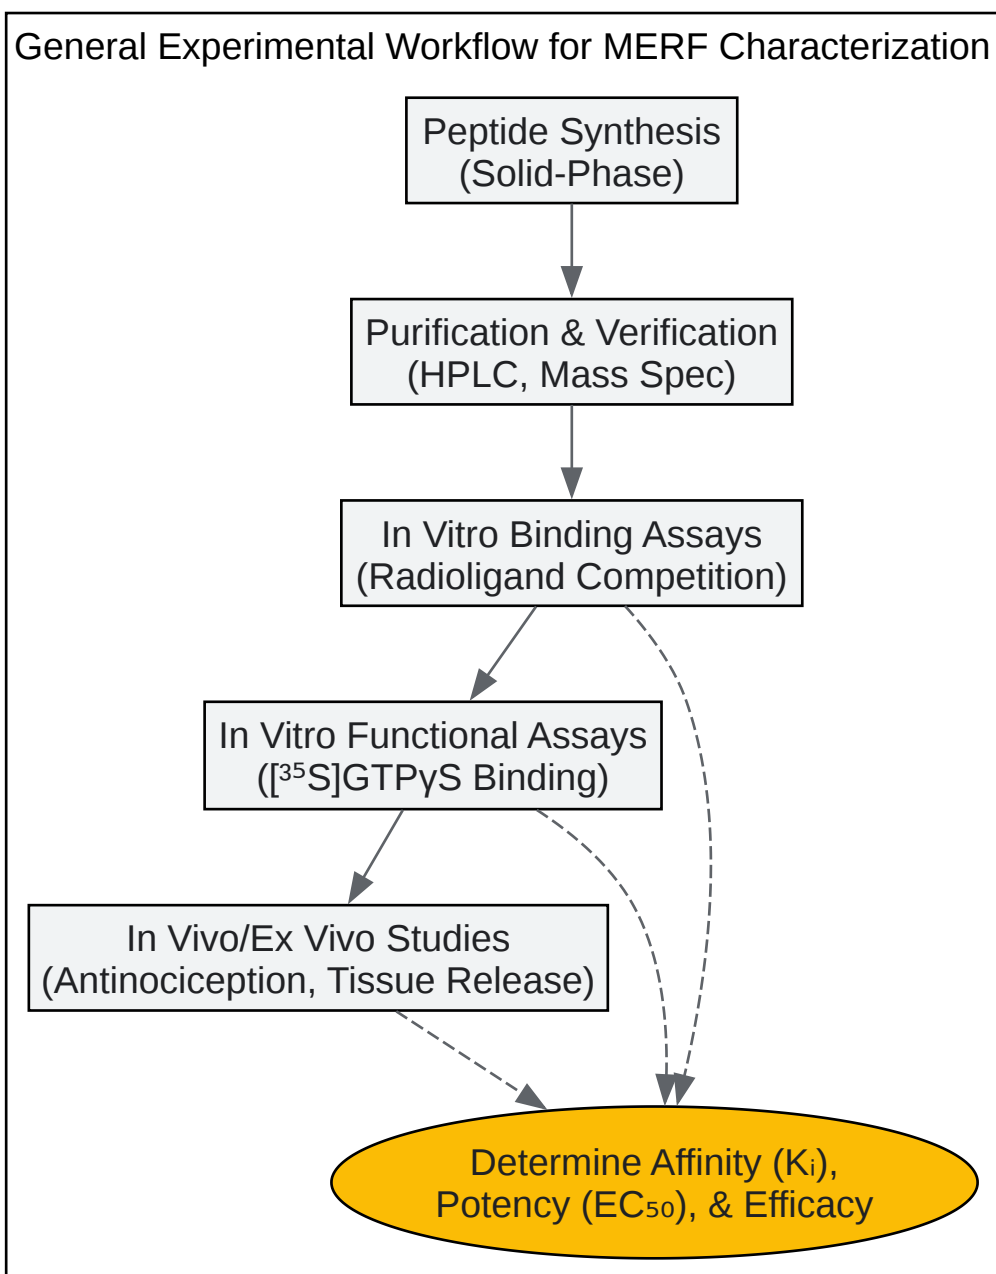 General Experimental Workflow for MERF Characterization
Peptide Synthesis
(Solid-Phase)
Purification & Verification
(HPLC, Mass Spec)
In Vitro Binding Assays
(Radioligand Competition)
In Vitro Functional Assays
([³⁵S]GTPγS Binding)
In Vivo/Ex Vivo Studies
(Antinociception, Tissue Release)
Determine Affinity (Kᵢ),
Potency (EC₅₀), & Efficacy